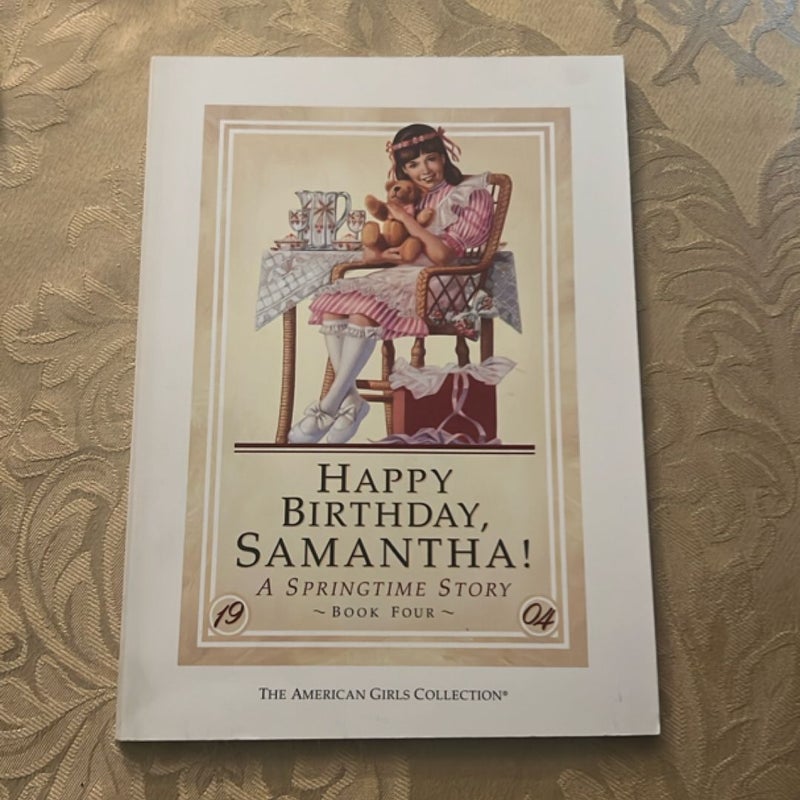 HAPPY
BIRTHDAY,
SAMANTHA!
A SPRINGTIME STORY
~ BOOK FOUR ~
19 04
THE AMERICAN GIRLS COLLECTION®